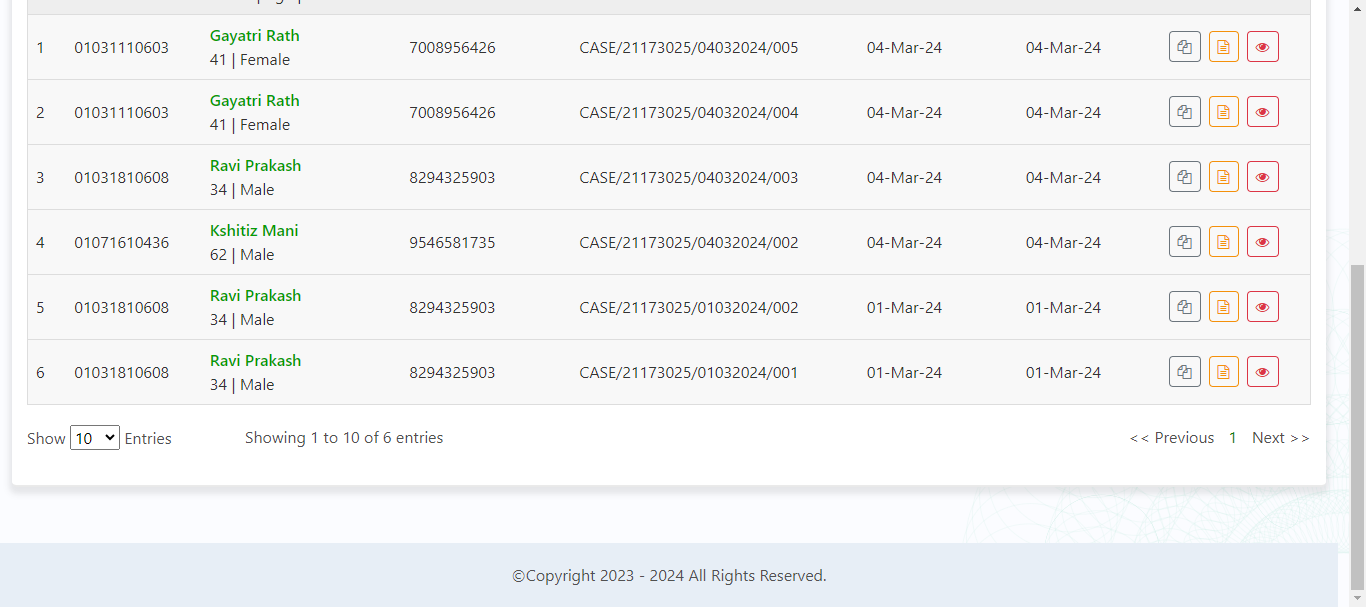 1 01031110603 Gayatri Rath 7008956426 CASE/21173025/04032024/005 04-Mar-24 04-Mar-24
41 | Female
2 01031110603 Gayatri Rath 7008956426 CASE/21173025/04032024/004 04-Mar-24 04-Mar-24
41 | Female
3 01031810608 Ravi Prakash 8294325903 CASE/21173025/04032024/003 04-Mar-24 04-Mar-24
34 | Male
4 01071610436 Kshitiz Mani 9546581735 CASE/21173025/04032024/002 04-Mar-24 04-Mar-24
62 | Male
5 01031810608 Ravi Prakash 8294325903 CASE/21173025/01032024/002 01-Mar-24 01-Mar-24
34 | Male
6 01031810608 Ravi Prakash 8294325903 CASE/21173025/01032024/001 01-Mar-24 01-Mar-24
34 | Male
Show 10 Entries Showing 1 to 10 of 6 entries << Previous 1 Next >>
©Copyright 2023 - 2024 All Rights Reserved.